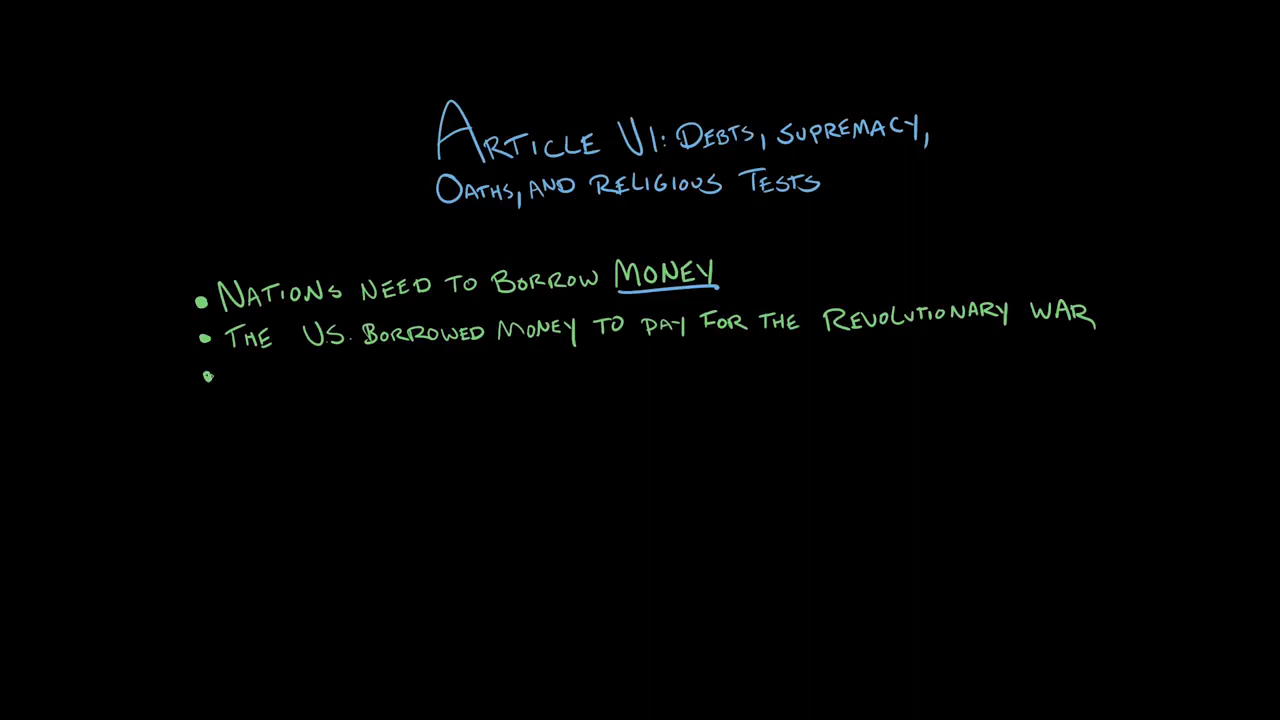 ARTICLE VI: DEBTS, SUPREMACY,
OATHS, AND RELIGIOUS TESTS
• NATIONS NEED TO BORROW MONEY
• THE U.S. BORROWED MONEY TO PAY FOR THE REVOLUTIONARY WAR
•